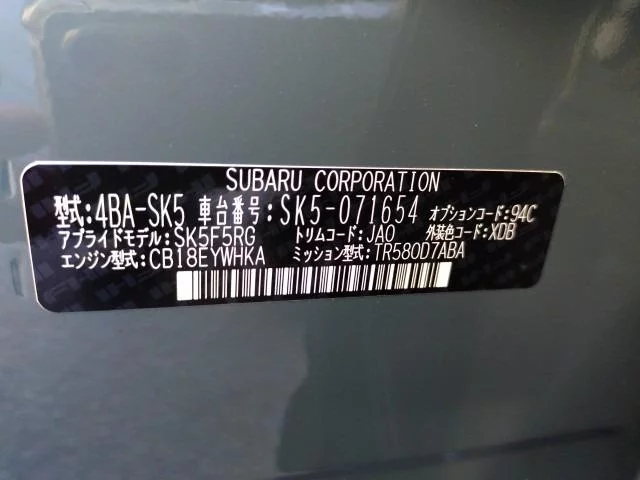 SUBARU CORPORATION
型式:4BA-SK5 車台番号:SK5-071654 オプションコード:94C
アプライドモデル:SK5F5RG トリムコード:JAO 外装色コード:XDB
エンジン型式:CB18EYWHKA ミッション型式:TR580D7ABA